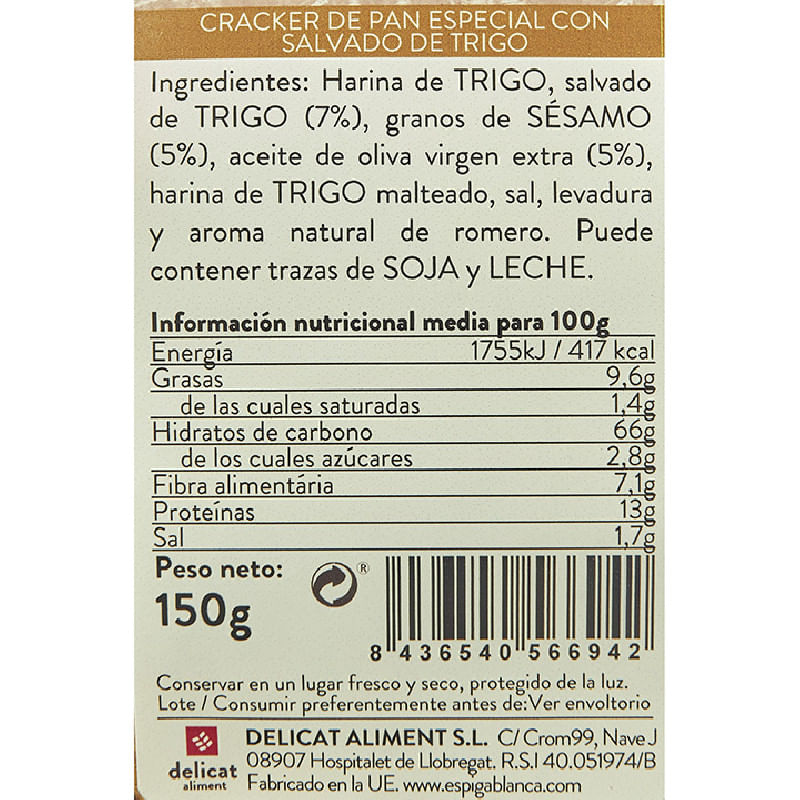 CRACKER DE PAN ESPECIAL CON
SALVADO DE TRIGO
Ingredientes: Harina de TRIGO, salvado
de TRIGO (7%), granos de SÉSAMO
(5%), aceite de oliva virgen extra (5%),
harina de TRIGO malteado, sal, levadura
y aroma natural de romero. Puede
contener trazas de SOJA y LECHE.
Información nutricional media para 100g
Energía 1755kJ / 417 kcal
Grasas 9,6g
de las cuales saturadas 1,4g
Hidratos de carbono 66g
de los cuales azúcares 2,8g
Fibra alimentária 7,1g
Proteínas 13g
Sal 1,7g
Peso neto:
150g
®
8 436540 566942
Conservar en un lugar fresco y seco, protegido de la luz.
Lote / Consumir preferentemente antes de:Ver envoltorio
delicat
aliment
DELICAT ALIMENT S.L. C/ Crom99, Nave J
08907 Hospitalet de Llobregat. R.S.I 40.051974/B
Fabricado en la UE. www.espigablanca.com